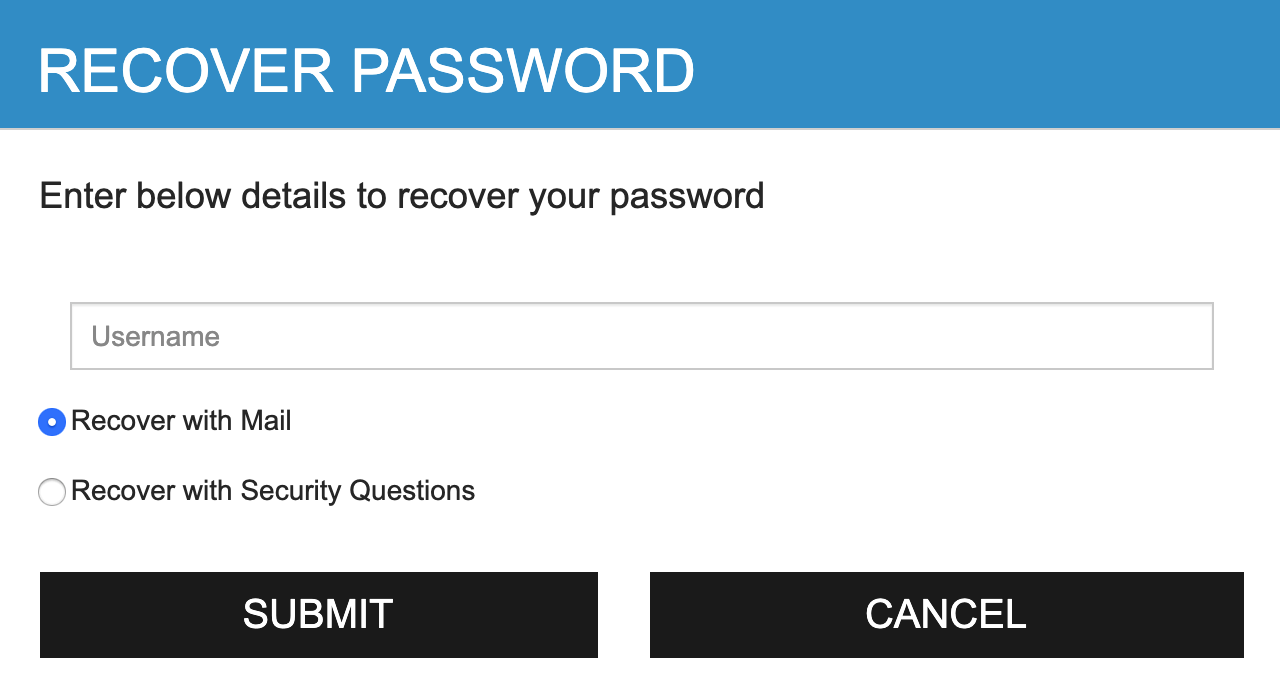 RECOVER PASSWORD
Enter below details to recover your password
Username
Recover with Mail
Recover with Security Questions
SUBMIT
CANCEL